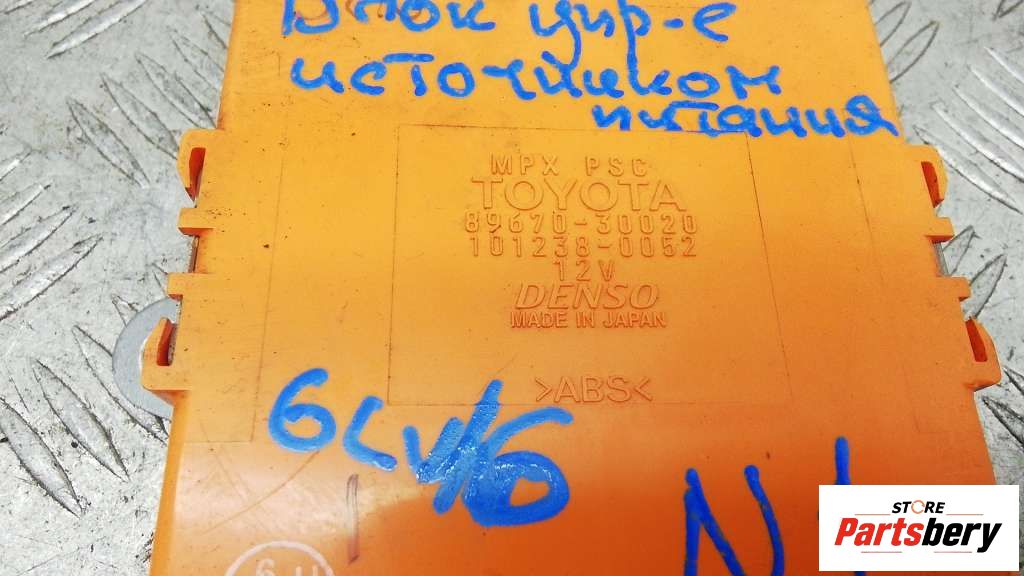 Блок упр-е
источником
питания
MPX PSC
TOYOTA
89670-30020
101238-0052
12V
DENSO
MADE IN JAPAN
>ABS<
N1
STORE
Partsbery